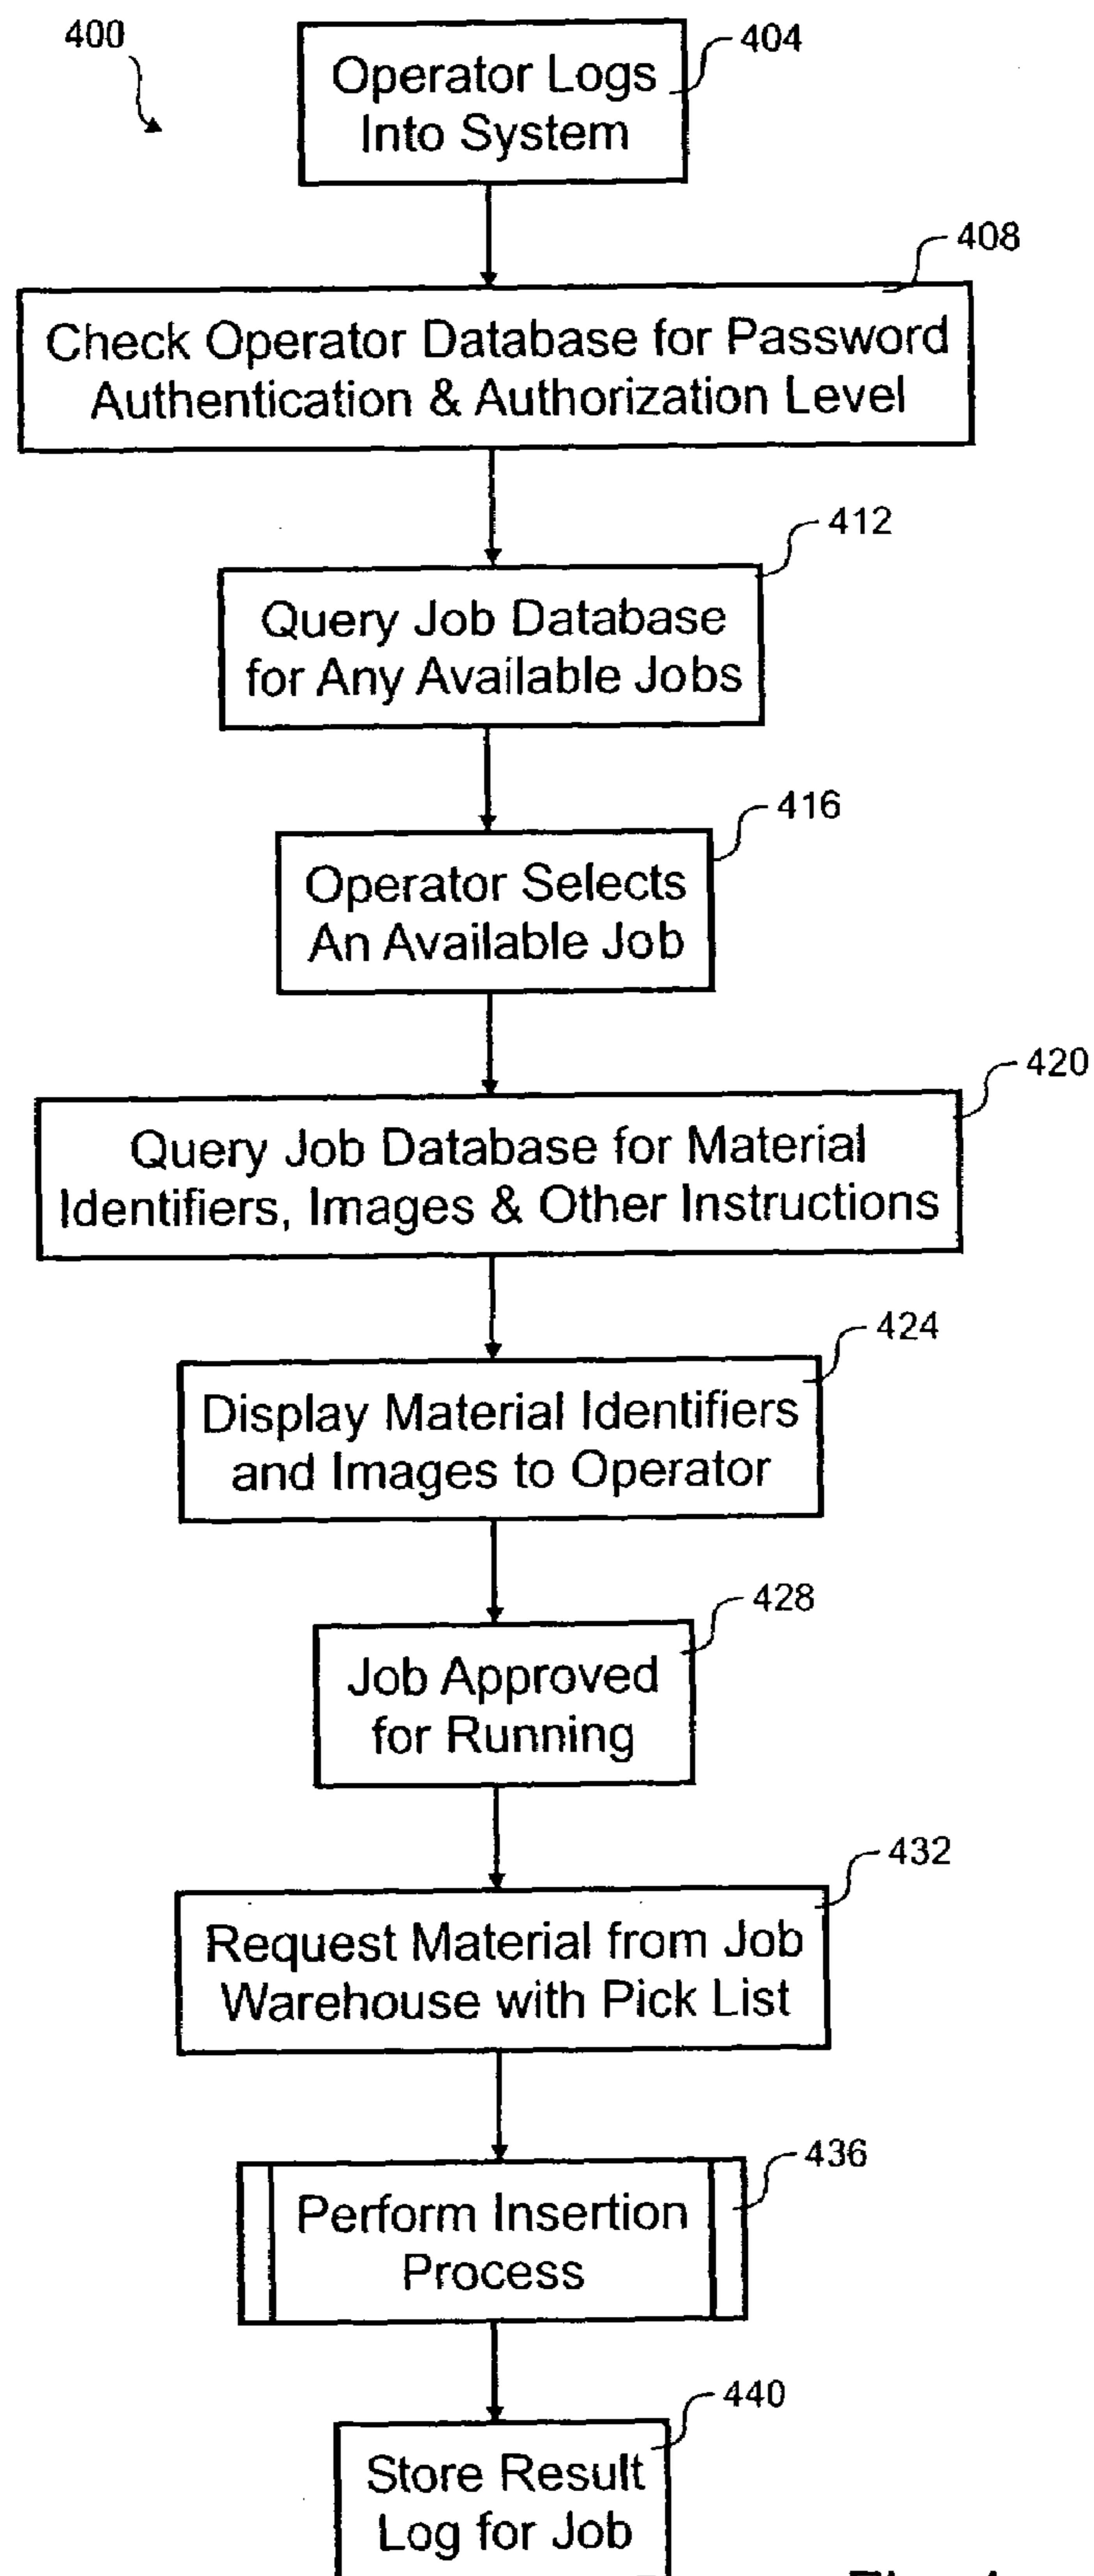 400
404
Operator Logs
Into System
408
Check Operator Database for Password
Authentication & Authorization Level
412
Query Job Database
for Any Available Jobs
416
Operator Selects
An Available Job
420
Query Job Database for Material
Identifiers, Images & Other Instructions
424
Display Material Identifiers
and Images to Operator
428
Job Approved
for Running
432
Request Material from Job
Warehouse with Pick List
436
Perform Insertion
Process
440
Store Result
Log for Job